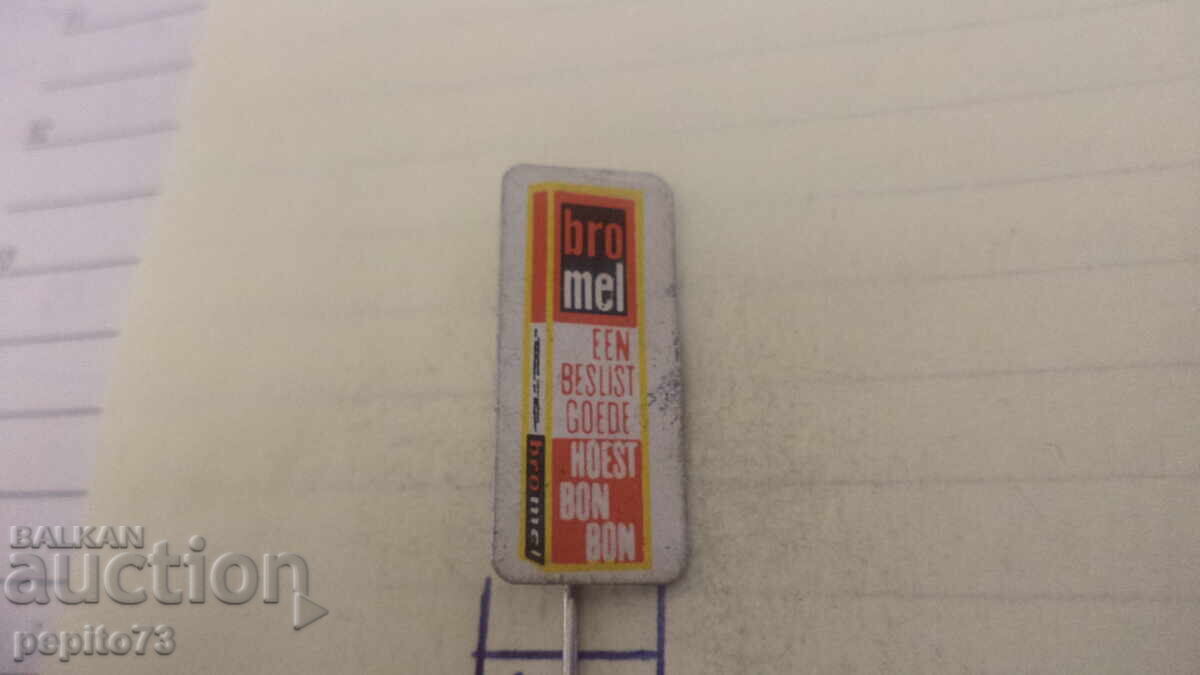 bro
mel
EEN
BESLIST
GOEDE
HOEST
BON
BON
bromel
BALKAN
auction
pepito73